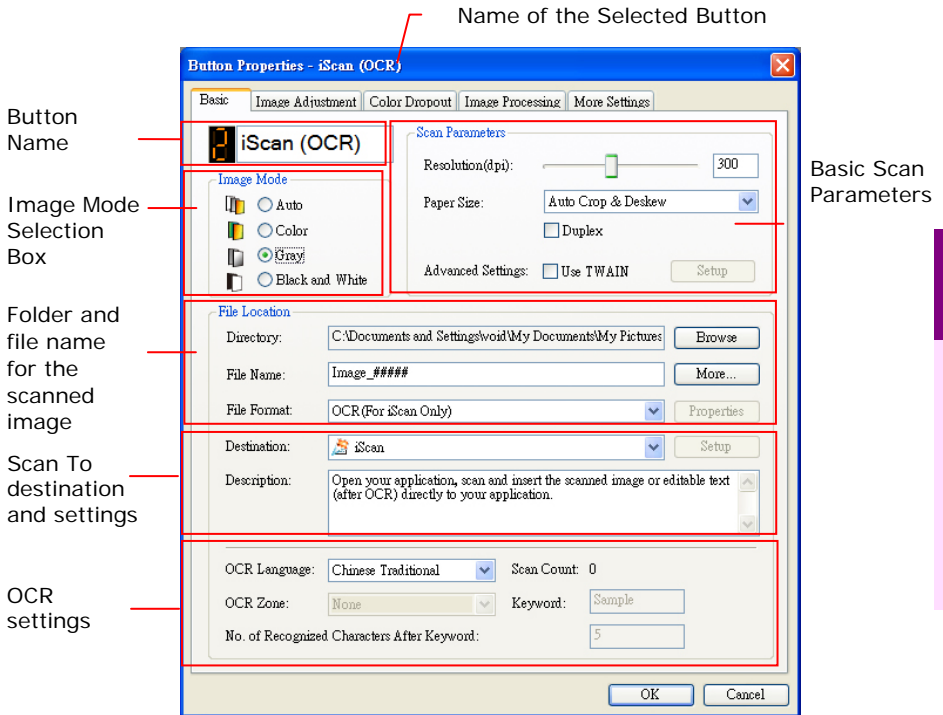 Name of the Selected Button
Button Properties - iScan (OCR)
Basic Image Adjustment Color Dropout Image Processing More Settings
Button
Name
2 iScan (OCR)
Image Mode
Selection
Box
Image Mode
Auto
Color
Gray
Black and White
Scan Parameters
Resolution(dpi): 300
Paper Size: Auto Crop & Deskew
Duplex
Advanced Settings: Use TWAIN Setup
Basic Scan
Parameters
Folder and
file name
for the
scanned
image
File Location
Directory: C:\Documents and Settings\void\My Documents\My Pictures Browse
File Name: Image_##### More...
File Format: OCR(For iScan Only) Properties
Scan To
destination
and settings
Destination: iScan Setup
Description: Open your application, scan and insert the scanned image or editable text
(after OCR) directly to your application.
OCR
settings
OCR Language: Chinese Traditional Scan Count: 0
OCR Zone: None Keyword: Sample
No. of Recognized Characters After Keyword: 5
OK Cancel